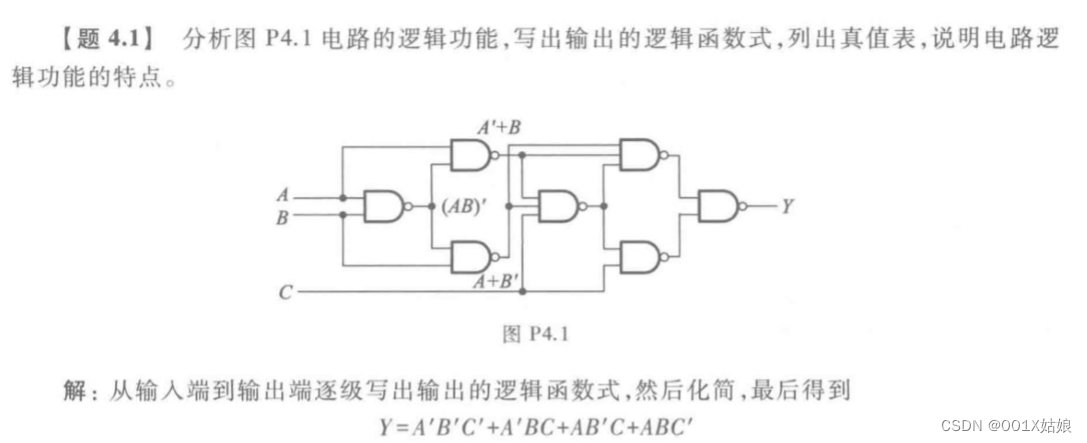 【题 4.1】 分析图 P4.1 电路的逻辑功能,写出输出的逻辑函数式,列出真值表,说明电路逻
辑功能的特点。
A′+B
A
B
(AB)′
Y
A+B′
C
图 P4.1
解:从输入端到输出端逐级写出输出的逻辑函数式,然后化简,最后得到
Y=A′B′C′+A′BC+AB′C+ABC′
CSDN @001X姑娘